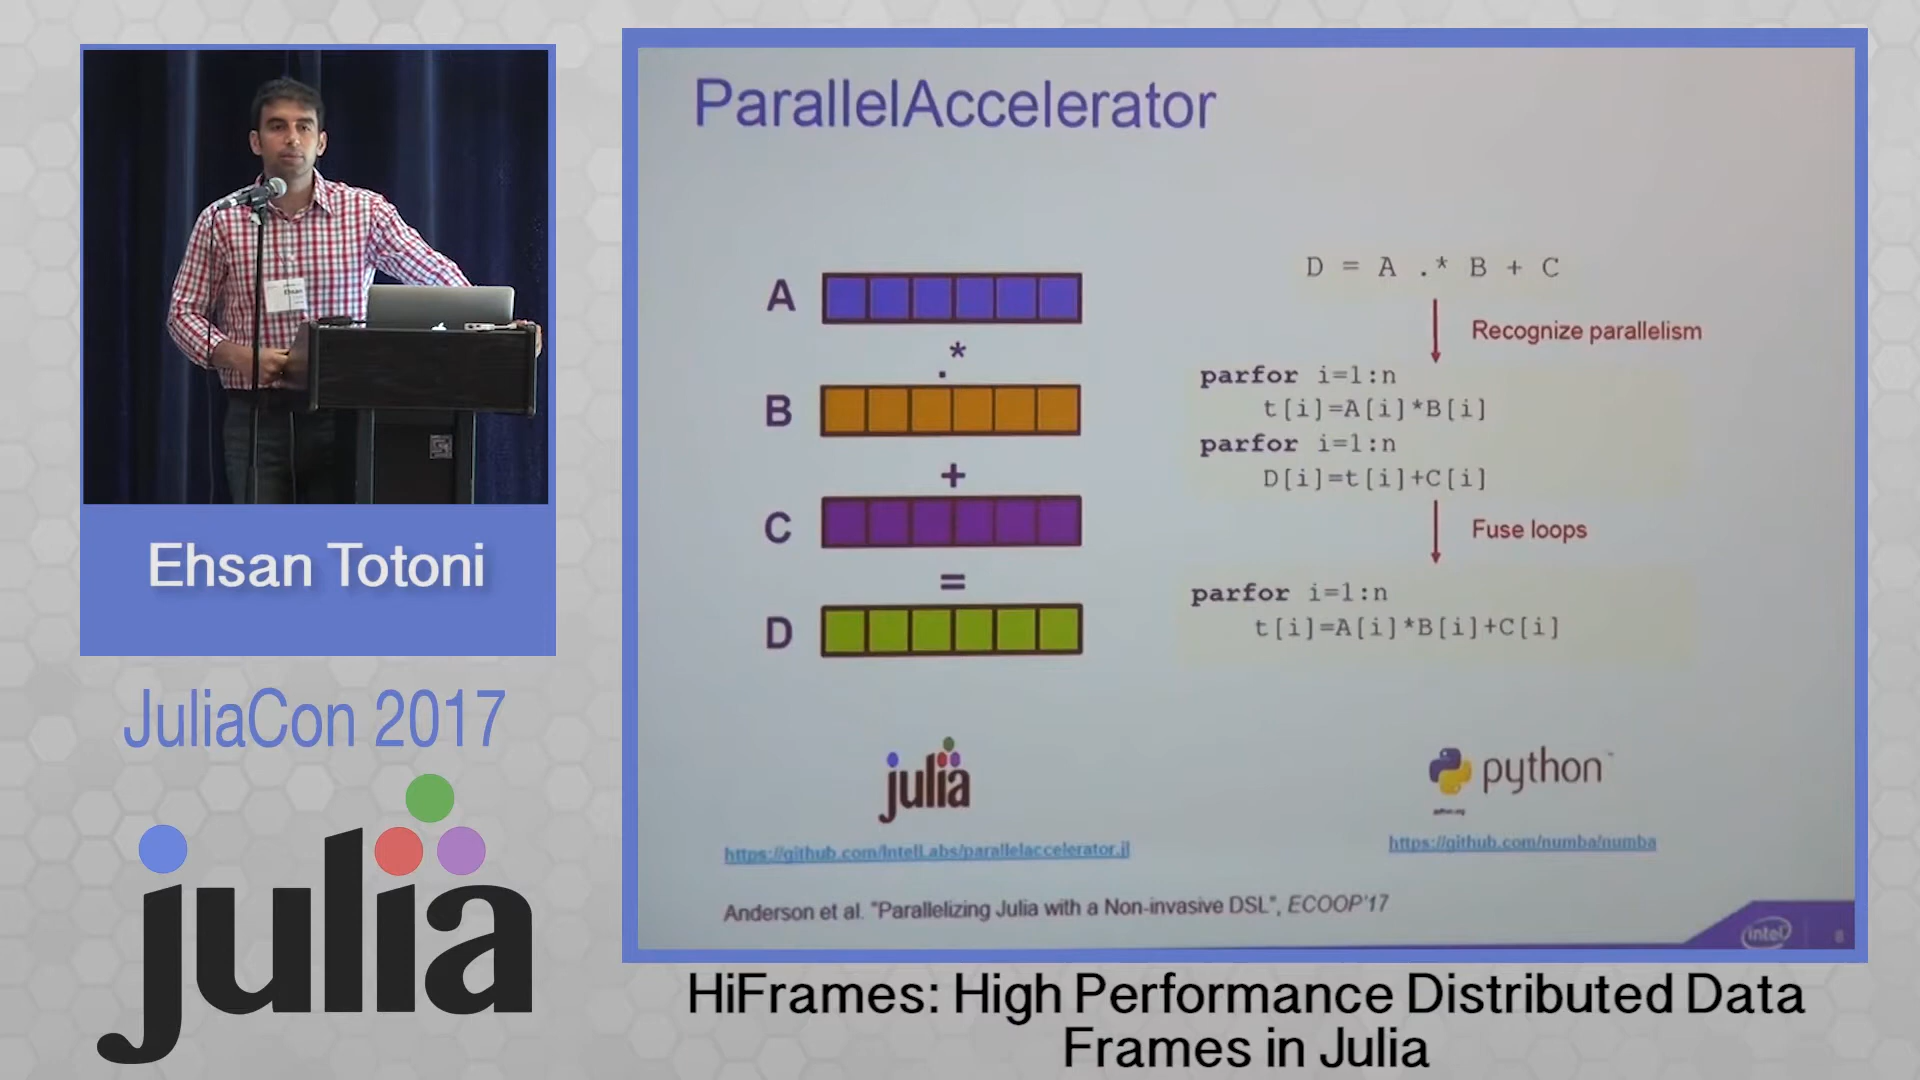 ParallelAccelerator
A
.*
B
+
C
=
D
D = A .* B + C
Recognize parallelism
parfor i=1:n
t[i]=A[i]*B[i]
parfor i=1:n
D[i]=t[i]+C[i]
Fuse loops
parfor i=1:n
t[i]=A[i]*B[i]+C[i]
julia
python
https://github.com/IntelLabs/parallelaccelerator.jl
https://github.com/numba/numba
Anderson et al. "Parallelizing Julia with a Non-invasive DSL", ECOOP'17
intel
8
Ehsan
Ehsan Totoni
JuliaCon 2017
julia
HiFrames: High Performance Distributed Data
Frames in Julia